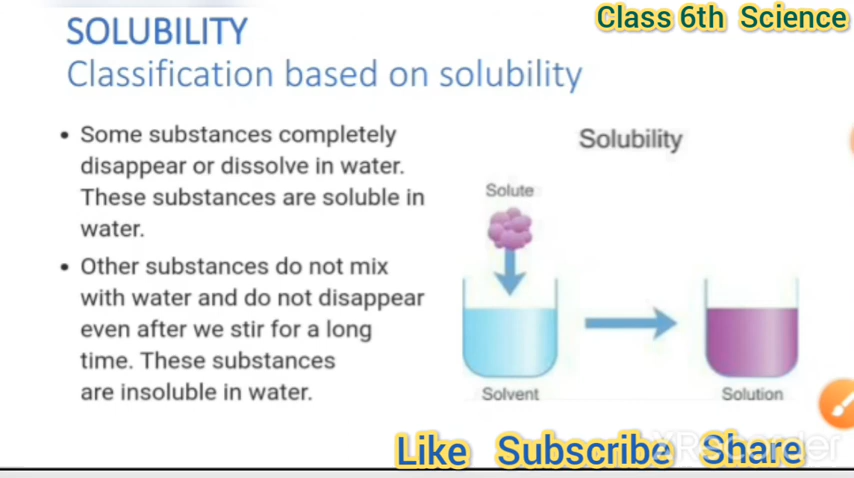 Class 6th Science
SOLUBILITY
Classification based on solubility
• Some substances completely
disappear or dissolve in water.
These substances are soluble in
water.
• Other substances do not mix
with water and do not disappear
even after we stir for a long
time. These substances
are insoluble in water.
Solubility
Solute
Solvent
Solution
Like Subscribe Share
XRecorder